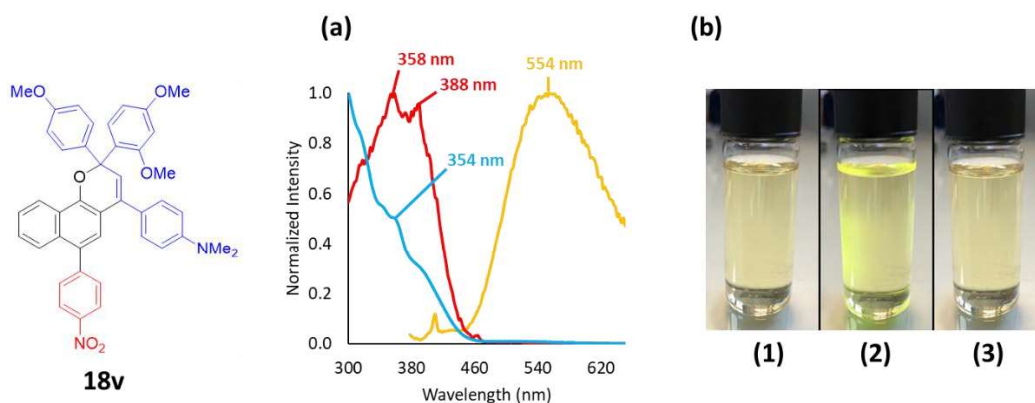 MeO
OMe
OMe
O
NMe2
NO2
18v
(a)
358 nm
388 nm
554 nm
354 nm
Normalized Intensity
1.0
0.8
0.6
0.4
0.2
0.0
300 380 460 540 620
Wavelength (nm)
(b)
(1) (2) (3)